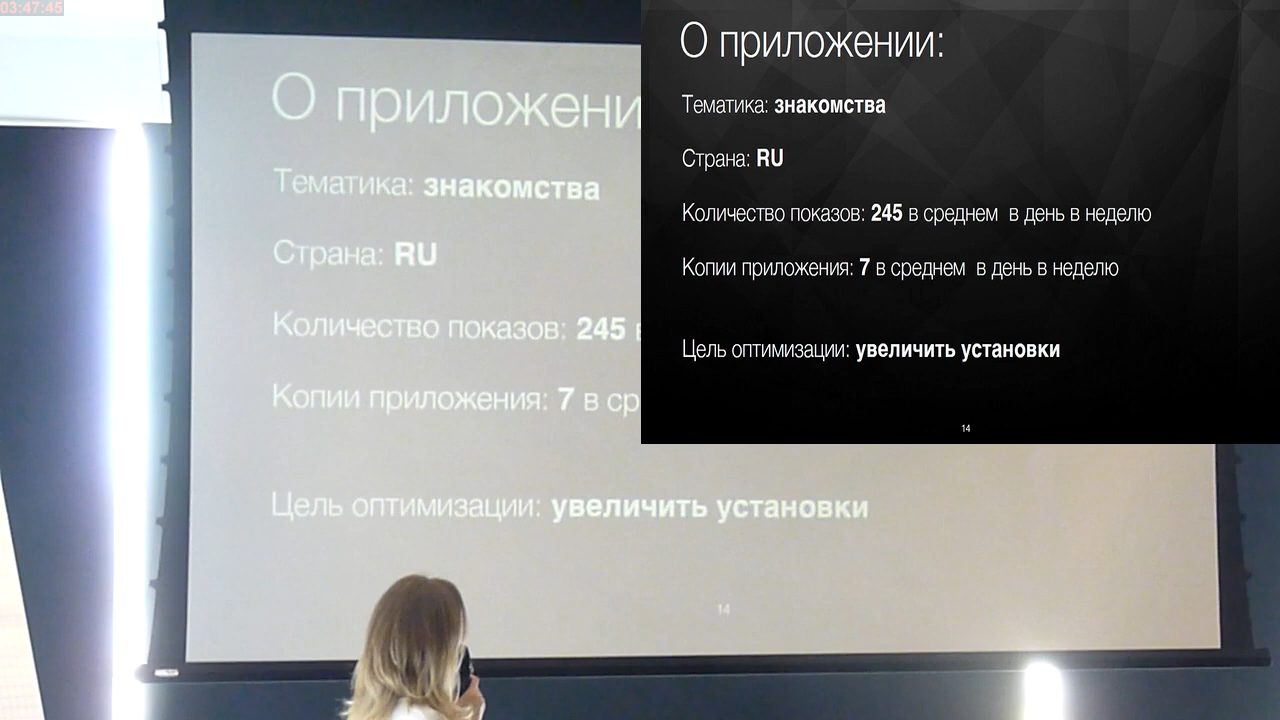 03:47:45
О приложени
Тематика: знакомства
Страна: RU
Количество показов: 245 в
Копии приложения: 7 в ср
Цель оптимизации: увеличить установки
14
О приложении:
Тематика: знакомства
Страна: RU
Количество показов: 245 в среднем в день в неделю
Копии приложения: 7 в среднем в день в неделю
Цель оптимизации: увеличить установки
14